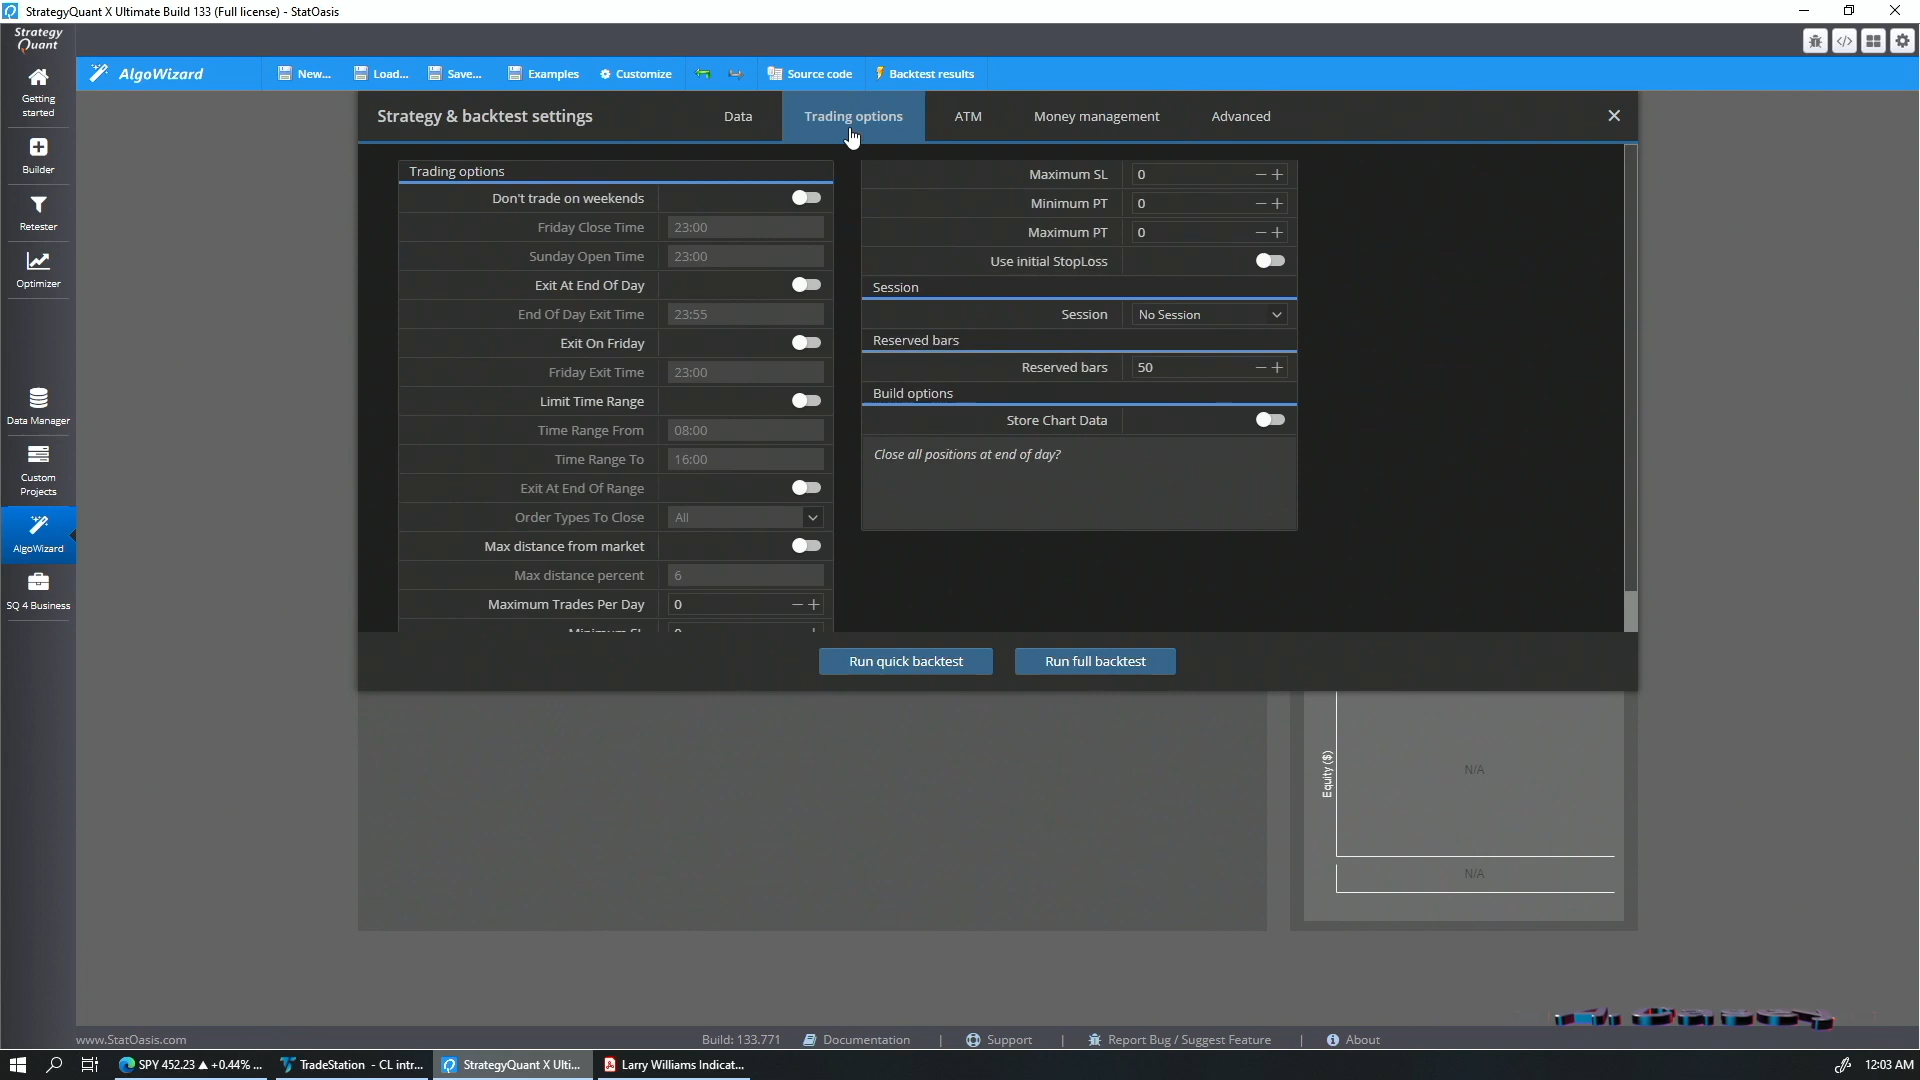 StrategyQuant X Ultimate Build 133 (Full license) - StatOasis
Strategy
Quant
AlgoWizard
New...
Load...
Save...
Examples
Customize
Source code
Backtest results
Getting
started
Builder
Retester
Optimizer
Data Manager
Custom
Projects
AlgoWizard
SQ 4 Business
Strategy & backtest settings
Data
Trading options
ATM
Money management
Advanced
Trading options
Don't trade on weekends
Friday Close Time 23:00
Sunday Open Time 23:00
Exit At End Of Day
End Of Day Exit Time 23:55
Exit On Friday
Friday Exit Time 23:00
Limit Time Range
Time Range From 08:00
Time Range To 16:00
Exit At End Of Range
Order Types To Close All
Max distance from market
Max distance percent 6
Maximum Trades Per Day 0
Maximum SL 0
Minimum PT 0
Maximum PT 0
Use initial StopLoss
Session
Session No Session
Reserved bars
Reserved bars 50
Build options
Store Chart Data
Close all positions at end of day?
Run quick backtest
Run full backtest
Equity ($)
N/A
N/A
www.StatOasis.com
Build: 133.771
Documentation
Support
Report Bug / Suggest Feature
About
SPY 452.23 ▲ +0.44% ...
TradeStation - CL intr...
StrategyQuant X Ulti...
Larry Williams Indicat...
12:03 AM